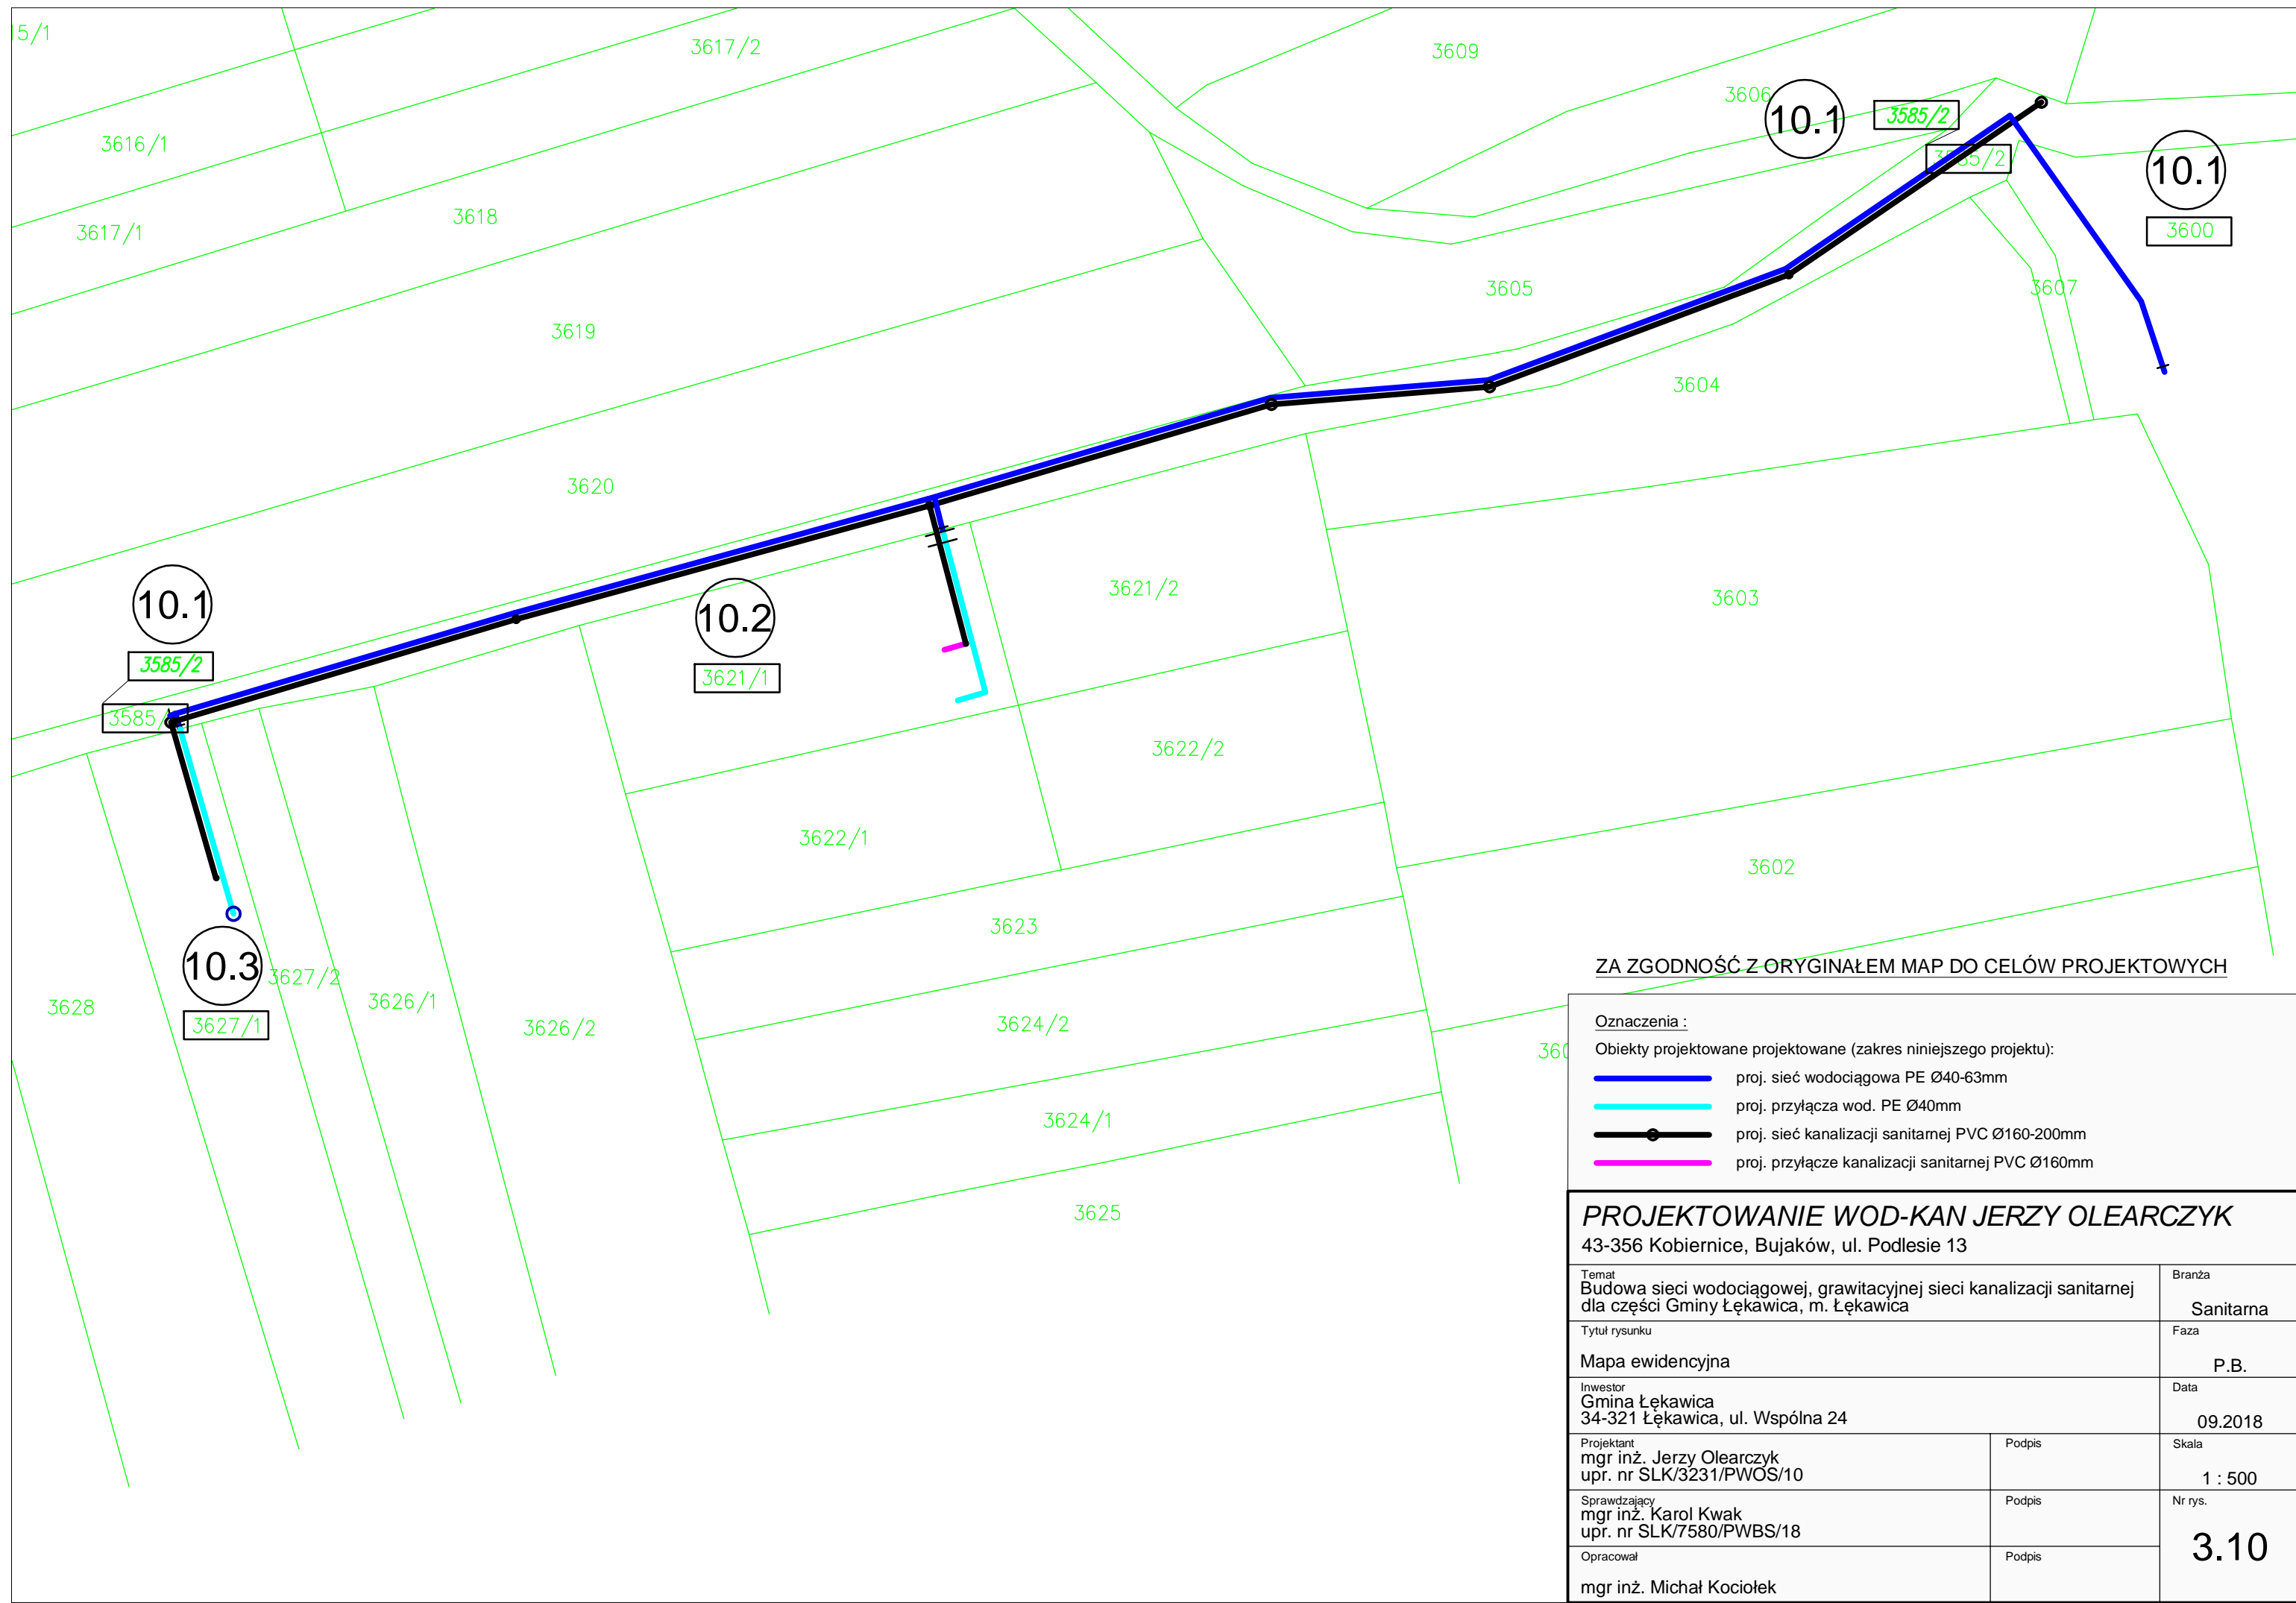 15/1
3617/2
3609
3606
10.1
3585/2
3616/1
3585/2
10.1
3600
3617/1
3618
3605
3607
3619
3604
3620
10.1
3585/2
3585/
10.2
3621/1
3621/2
3603
3622/2
3622/1
3602
3623
10.3
3627/1
3627/2
3628
3626/1
3626/2
3624/2
360
3624/1
3625
ZA ZGODNOŚĆ Z ORYGINAŁEM MAP DO CELÓW PROJEKTOWYCH
Oznaczenia :
Obiekty projektowane projektowane (zakres niniejszego projektu):
proj. sieć wodociągowa PE Ø40-63mm
proj. przyłącza wod. PE Ø40mm
proj. sieć kanalizacji sanitarnej PVC Ø160-200mm
proj. przyłącze kanalizacji sanitarnej PVC Ø160mm
PROJEKTOWANIE WOD-KAN JERZY OLEARCZYK
43-356 Kobiernice, Bujaków, ul. Podlesie 13
Temat
Budowa sieci wodociągowej, grawitacyjnej sieci kanalizacji sanitarnej
dla części Gminy Łękawica, m. Łękawica
Branża
Sanitarna
Tytuł rysunku
Mapa ewidencyjna
Faza
P.B.
Inwestor
Gmina Łękawica
34-321 Łękawica, ul. Wspólna 24
Data
09.2018
Projektant
mgr inż. Jerzy Olearczyk
upr. nr SLK/3231/PWOS/10
Podpis
Skala
1 : 500
Sprawdzający
mgr inż. Karol Kwak
upr. nr SLK/7580/PWBS/18
Podpis
Nr rys.
3.10
Opracował
mgr inż. Michał Kociołek
Podpis